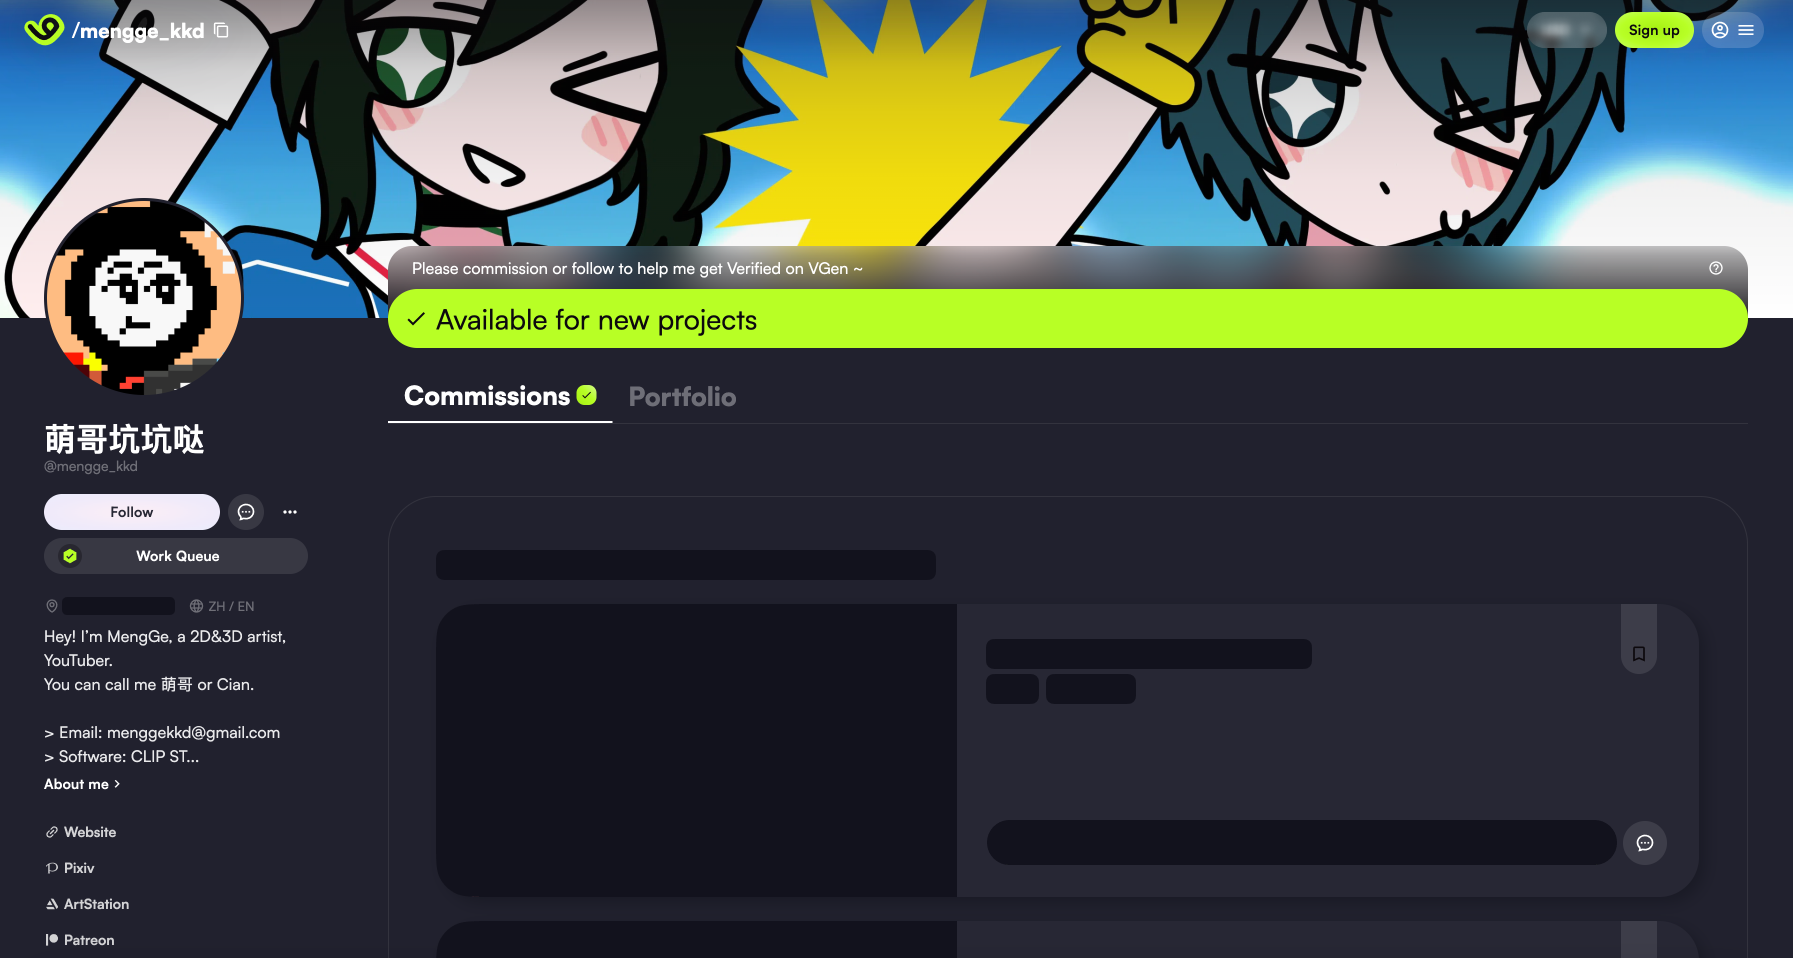 /mengge_kkd
Sign up
Please commission or follow to help me get Verified on VGen ~
Available for new projects
Commissions
Portfolio
萌哥坑坑哒
@mengge_kkd
Follow
Work Queue
ZH / EN
Hey! I'm MengGe, a 2D&3D artist,
YouTuber.
You can call me 萌哥 or Cian.
> Email: menggekkd@gmail.com
> Software: CLIP ST...
About me >
Website
Pixiv
ArtStation
Patreon